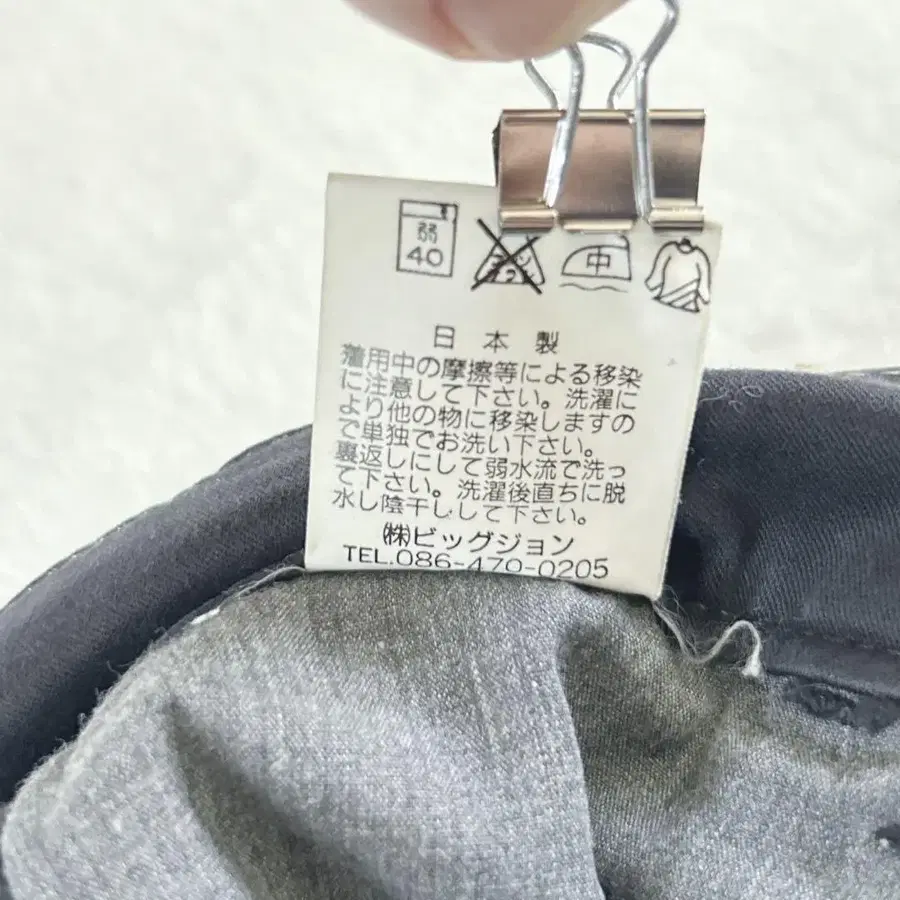 弱
40
中
日本製
着用中の摩擦等による移染
に注意して下さい。洗濯に
より他の物に移染しますの
で単独でお洗い下さい。
裏返しにして弱水流で洗っ
て下さい。洗濯後直ちに脱
水し陰干しして下さい。
㈱ビッグジョン
TEL.086-470-0205